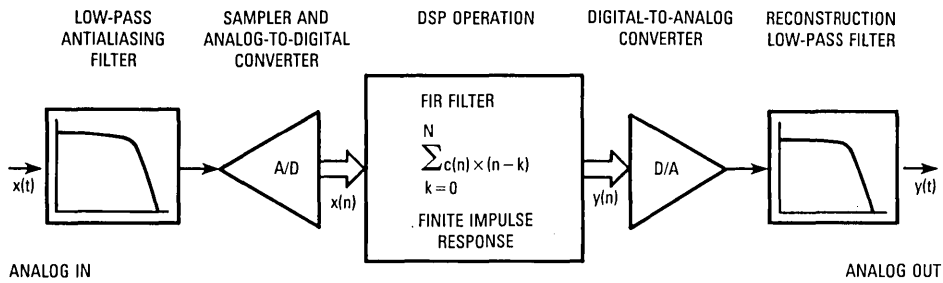 LOW-PASS
ANTIALIASING
FILTER
SAMPLER AND
ANALOG-TO-DIGITAL
CONVERTER
DSP OPERATION
DIGITAL-TO-ANALOG
CONVERTER
RECONSTRUCTION
LOW-PASS FILTER
x(t)
A/D
x(n)
FIR FILTER
N
∑ c(n) × (n – k)
k = 0
FINITE IMPULSE
RESPONSE
y(n)
D/A
y(t)
ANALOG IN
ANALOG OUT